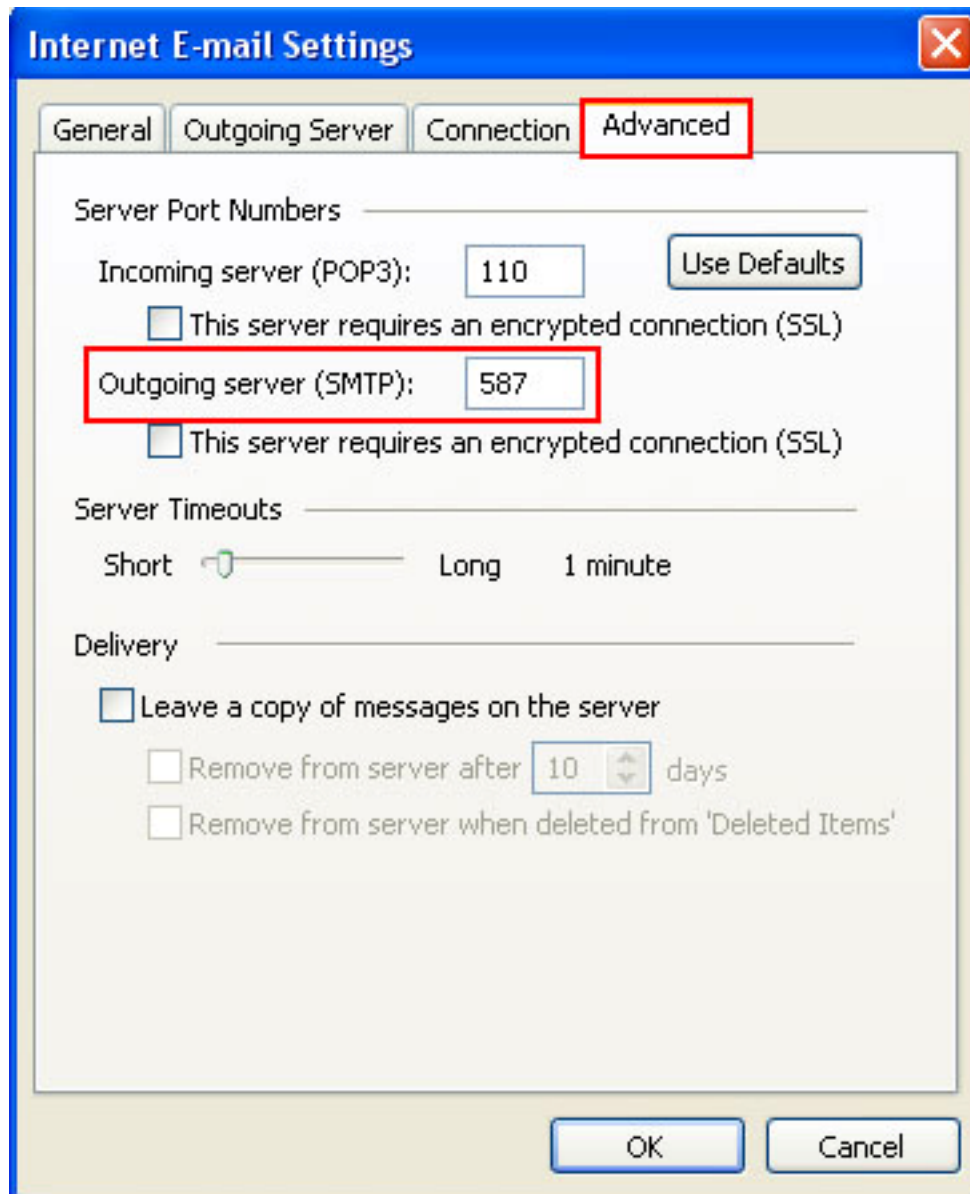 Internet E-mail Settings
General Outgoing Server Connection Advanced
Server Port Numbers
Incoming server (POP3): 110 Use Defaults
This server requires an encrypted connection (SSL)
Outgoing server (SMTP): 587
This server requires an encrypted connection (SSL)
Server Timeouts
Short Long 1 minute
Delivery
Leave a copy of messages on the server
Remove from server after 10 days
Remove from server when deleted from 'Deleted Items'
OK Cancel